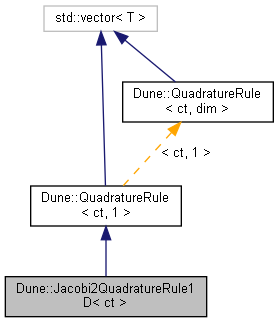 std::vector< T >
Dune::QuadratureRule
< ct, dim >
< ct, 1 >
Dune::QuadratureRule
< ct, 1 >
Dune::Jacobi2QuadratureRule1
D< ct >